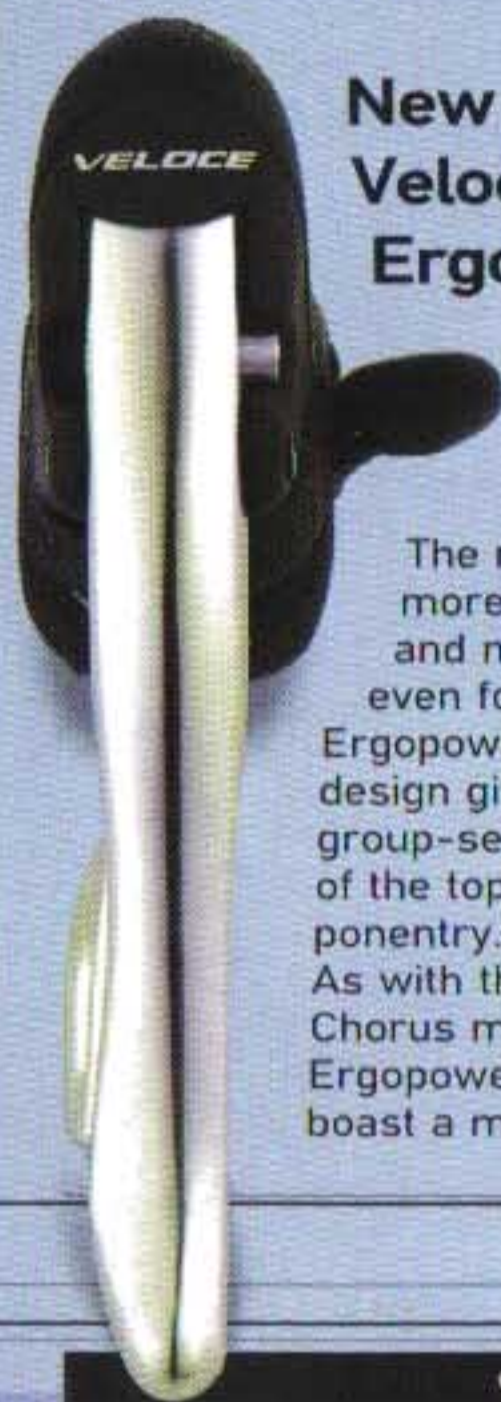 VELOCE
New
Veloc
Ergo
The
more
and
even fo
Ergopow
design gi
group-se
of the top
ponentry.
As with th
Chorus m
Ergopowe
boast a m